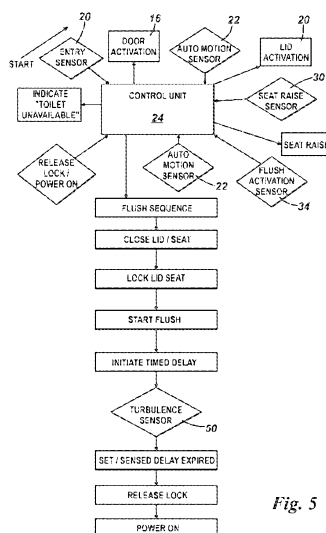 20
16
22
20
START
ENTRY
SENSOR
DOOR
ACTIVATION
AUTO MOTION
SENSOR
LID
ACTIVATION
30
INDICATE
"TOILET
UNAVAILABLE"
CONTROL UNIT
24
SEAT RAISE
SENSOR
SEAT RAISE
RELEASE
LOCK /
POWER ON
AUTO
MOTION
SENSOR
22
FLUSH
ACTIVATION
SENSOR
34
FLUSH SEQUENCE
CLOSE LID / SEAT
LOCK LID SEAT
START FLUSH
INITIATE TIMED DELAY
TURBULENCE
SENSOR
60
SET / SENSED DELAY EXPIRED
RELEASE LOCK
POWER ON
Fig. 5